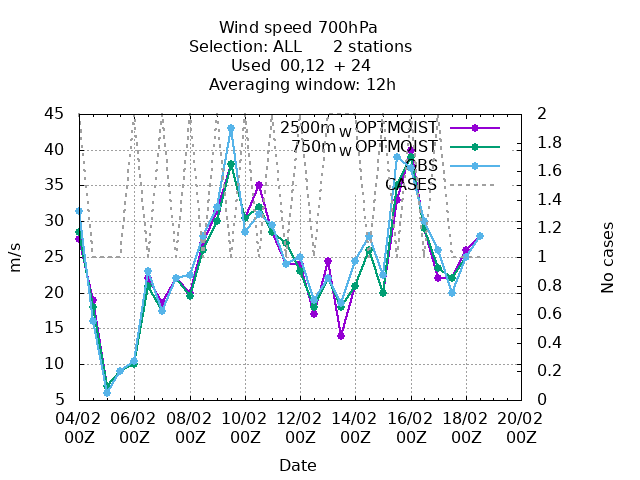 Wind speed 700hPa
Selection: ALL 2 stations
Used 00,12 + 24
Averaging window: 12h
45 2
40 1.8
35 1.6
30 1.4
25 1.2
20 1
15 0.8
10 0.6
5 0.4
0.2
0
2500m W OPTMOIST
750m W OPTMOIST
OBS
CASES
m/s
No cases
04/02 06/02 08/02 10/02 12/02 14/02 16/02 18/02 20/02
00Z 00Z 00Z 00Z 00Z 00Z 00Z 00Z 00Z
Date